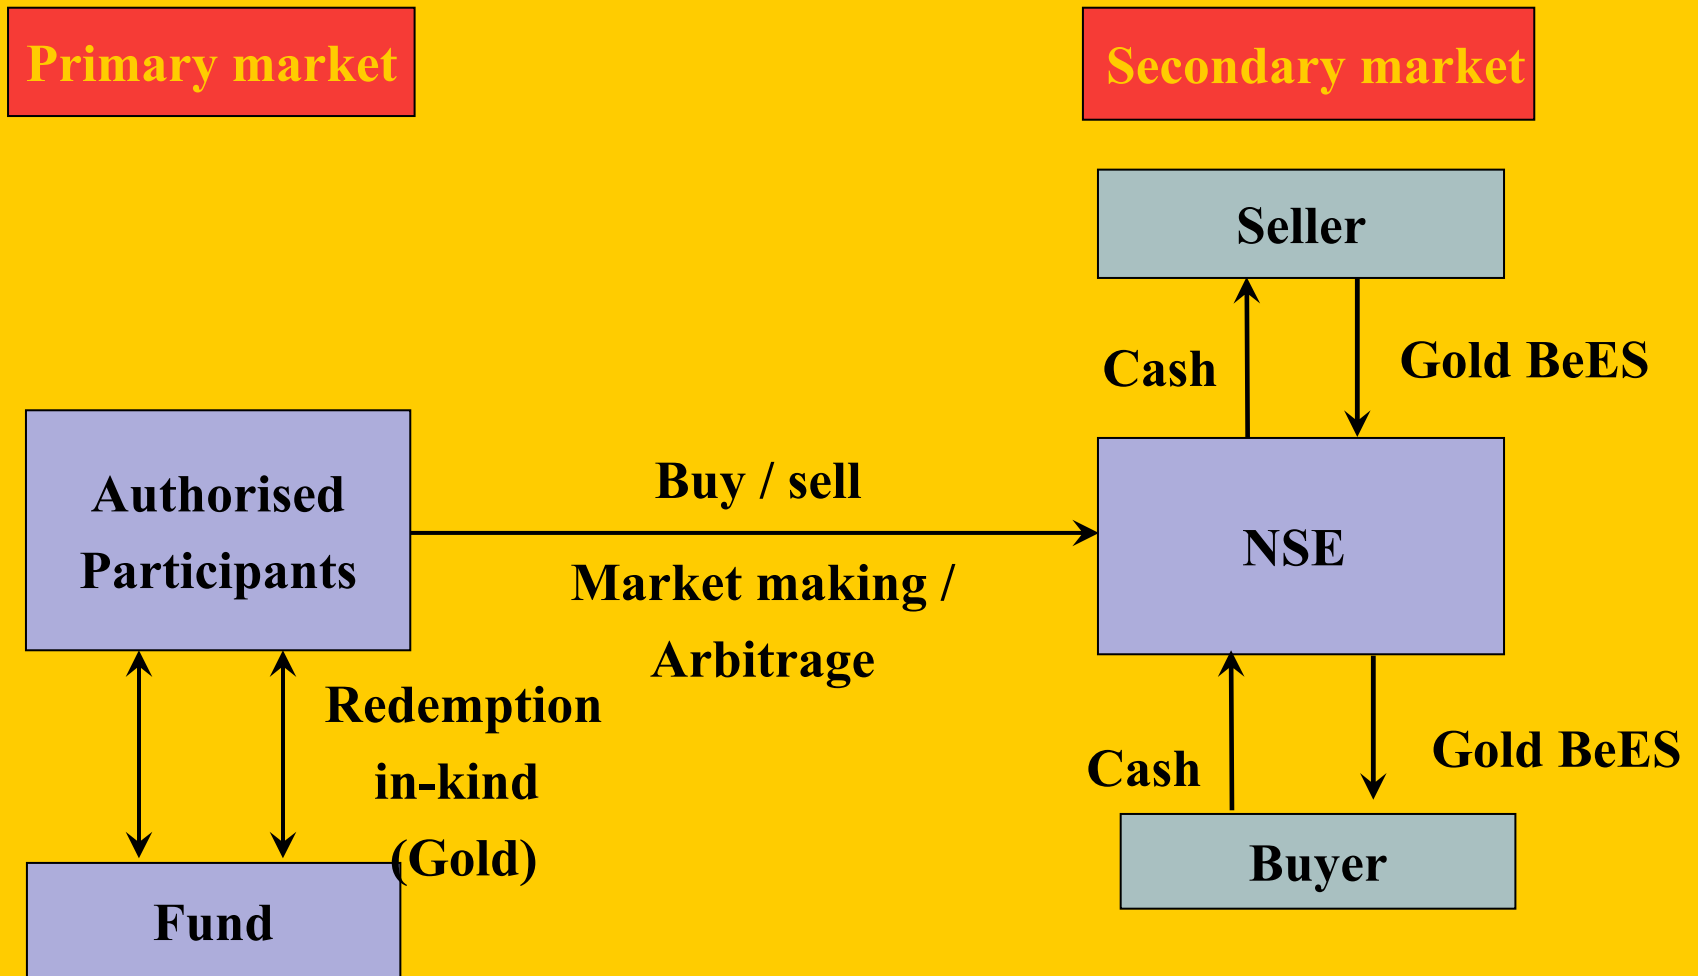 Primary market
Secondary market
Seller
Cash
Gold BeES
Authorised
Participants
Buy / sell
Market making /
Arbitrage
NSE
Redemption
in-kind
(Gold)
Cash
Gold BeES
Fund
Buyer